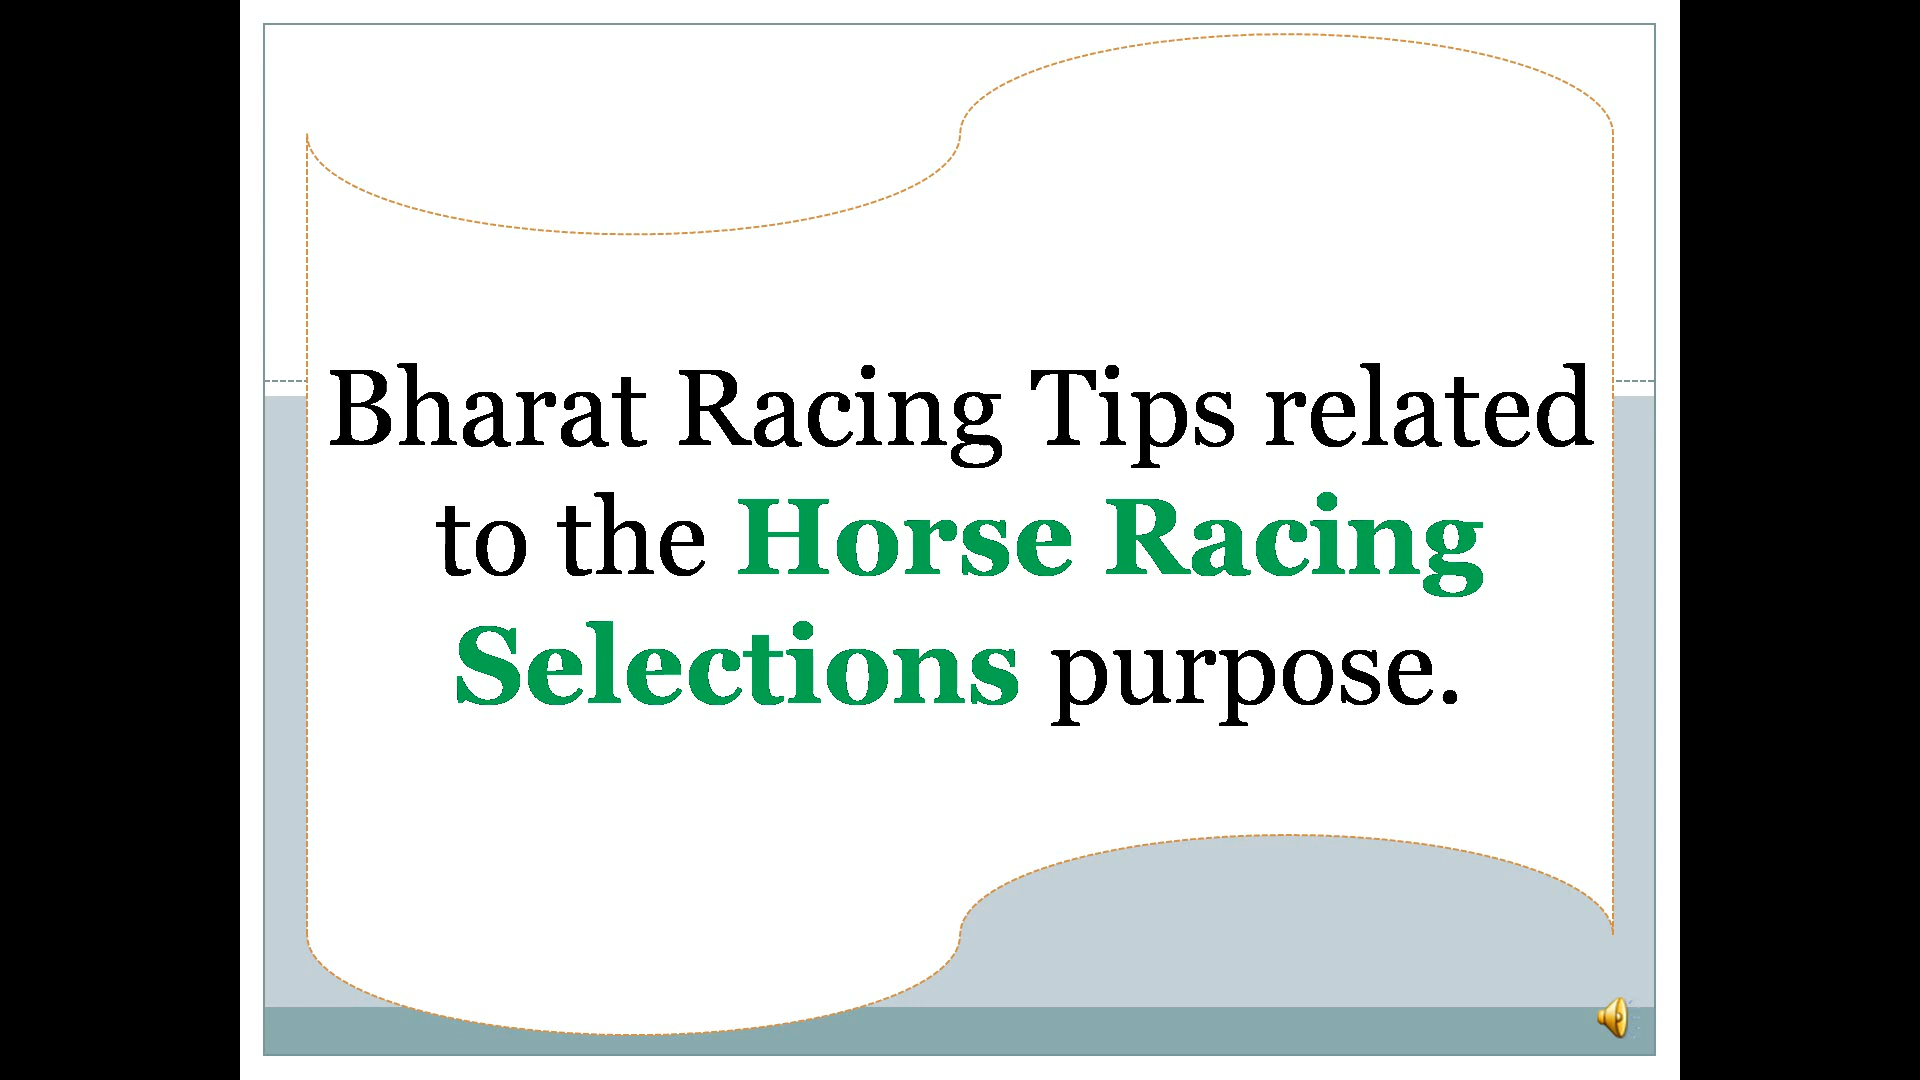 Bharat Racing Tips related
to the Horse Racing
Selections purpose.